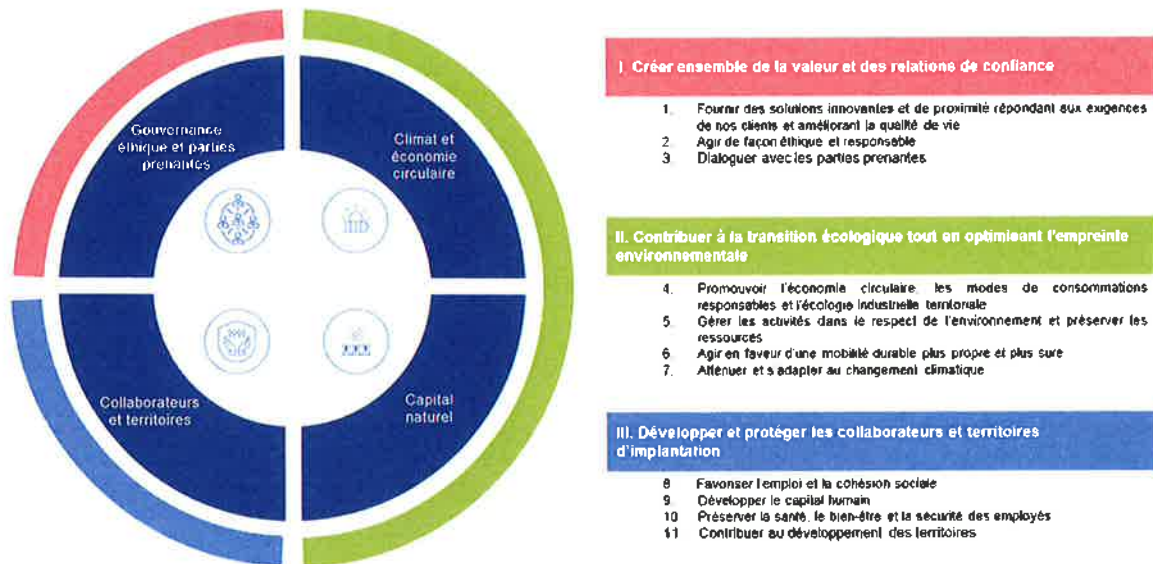 Gouvernance
éthique et parties
prenantes
Climat et
économie
circulaire
Collaborateurs
et territoires
Capital
naturel
I. Créer ensemble de la valeur et des relations de confiance
1. Fournir des solutions innovantes et de proximité répondant aux exigences
de nos clients et améliorant la qualité de vie
2. Agir de façon éthique et responsable
3. Dialoguer avec les parties prenantes
II. Contribuer à la transition écologique tout en optimisant l'empreinte
environnementale
4. Promouvoir l'économie circulaire, les modes de consommations
responsables et l'écologie industrielle territoriale
5. Gérer les activités dans le respect de l'environnement et préserver les
ressources
6. Agir en faveur d'une mobilité durable plus propre et plus sure
7. Atténuer et s'adapter au changement climatique
III. Développer et protéger les collaborateurs et territoires
d'implantation
8 Favoriser l'emploi et la cohésion sociale
9. Développer le capital humain
10 Préserver la santé, le bien-être et la sécurité des employés
11 Contribuer au développement des territoires